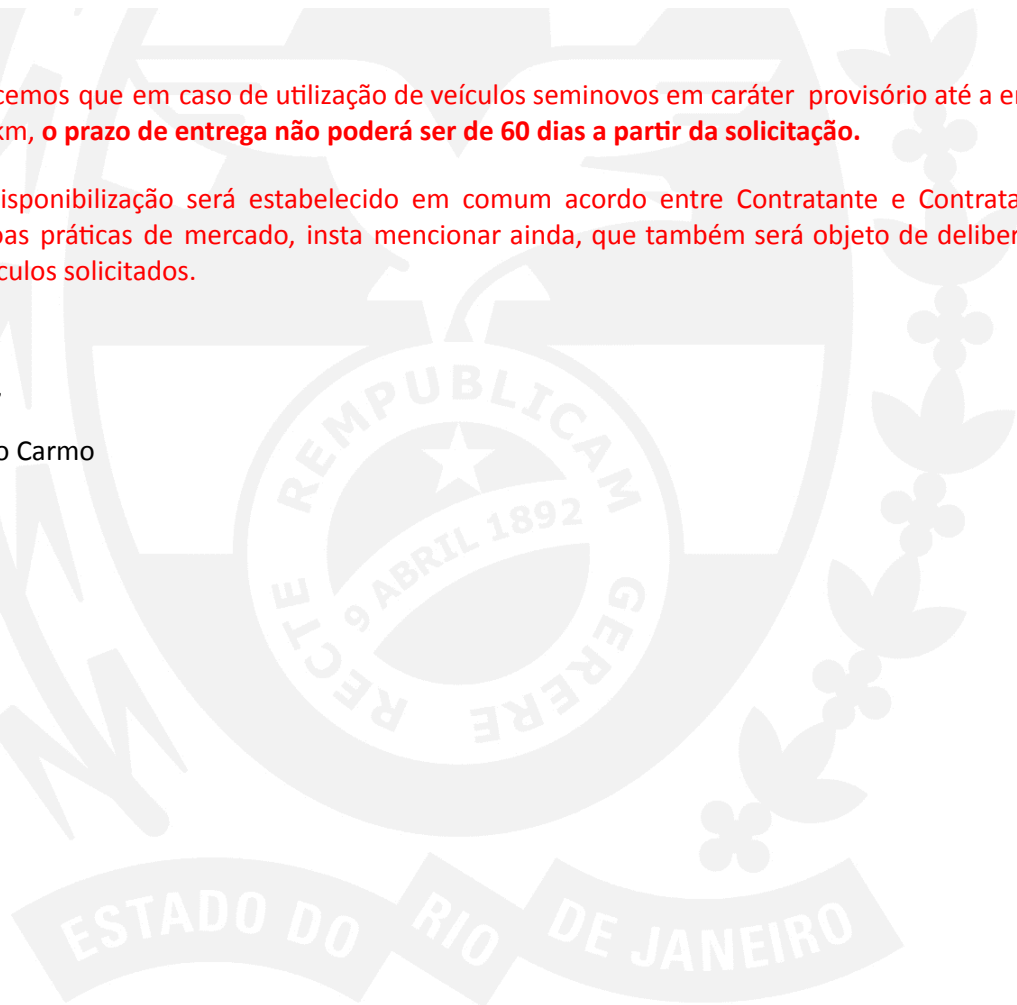 cemos que em caso de utilização de veículos seminovos em caráter provisório até a en
km, o prazo de entrega não poderá ser de 60 dias a partir da solicitação.
isponibilização será estabelecido em comum acordo entre Contratante e Contrata
oas práticas de mercado, insta mencionar ainda, que também será objeto de deliber
culos solicitados.
o Carmo
REMPUBLICAM
9 ABRIL 1892
RECTE GERERE
ESTADO DO RIO DE JANEIRO